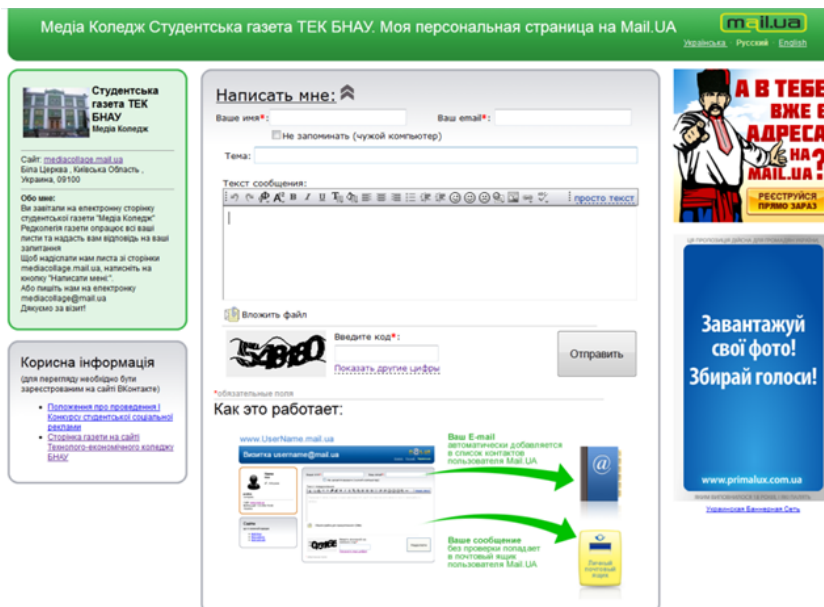 Медіа Коледж Студентська газета ТЕК БНАУ. Моя персональная страница на Mail.UA
mail.ua
Українська · Русский · English
Студентська
газета ТЕК
БНАУ
Медіа Коледж
Сайт: mediacollage.mail.ua
Біла Церква , Київська Область ,
Украина, 09100
Обо мне:
Ви завітали на електронну сторінку
студентської газети "Медіа Коледж"
Редколегія газети опрацює всі ваші
листи та надасть вам відповідь на ваші
запитання
Щоб надіслати нам листа зі сторінки
mediacollage.mail.ua, натисніть на
кнопку "Написати мені".
Або пишіть нам на електронку
mediacollage@mail.ua
Дякуємо за візит!
Корисна інформація
(для перегляду необхідно бути
зареєстрованим на сайті ВКонтакте)
Положення про проведення І
Конкурсу студентської соціальної
реклами
Сторінка газети на сайті
Технолого-економічного коледжу
БНАУ
Написать мне:
Ваше имя*:
Ваш email*:
Не запоминать (чужой компьютер)
Тема:
Текст сообщения:
просто текст
Вложить файл
548180
Введите код*:
Показать другие цифры
Отправить
*обязательные поля
Как это работает:
www.UserName.mail.ua
Визитка username@mail.ua
Ваш E-mail
автоматически добавляется
в список контактов
пользователя Mail.UA
Ваше сообщение
без проверки попадает
в почтовый ящик
пользователя Mail.UA
Личный
почтовый
ящик
А В ТЕБЕ
ВЖЕ Є
АДРЕСА
НА
MAIL.UA?
РЕЄСТРУЙСЯ
ПРЯМО ЗАРАЗ
Завантажуй
свої фото!
Збирай голоси!
www.primalux.com.ua
Украинская Баннерная Сеть